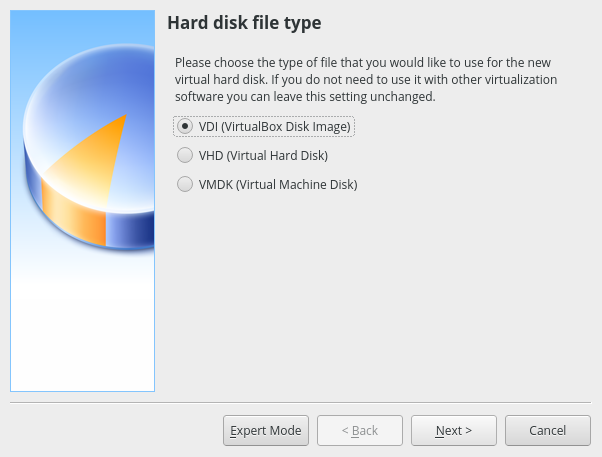 Hard disk file type
Please choose the type of file that you would like to use for the new
virtual hard disk. If you do not need to use it with other virtualization
software you can leave this setting unchanged.
VDI (VirtualBox Disk Image)
VHD (Virtual Hard Disk)
VMDK (Virtual Machine Disk)
Expert Mode
< Back
Next >
Cancel